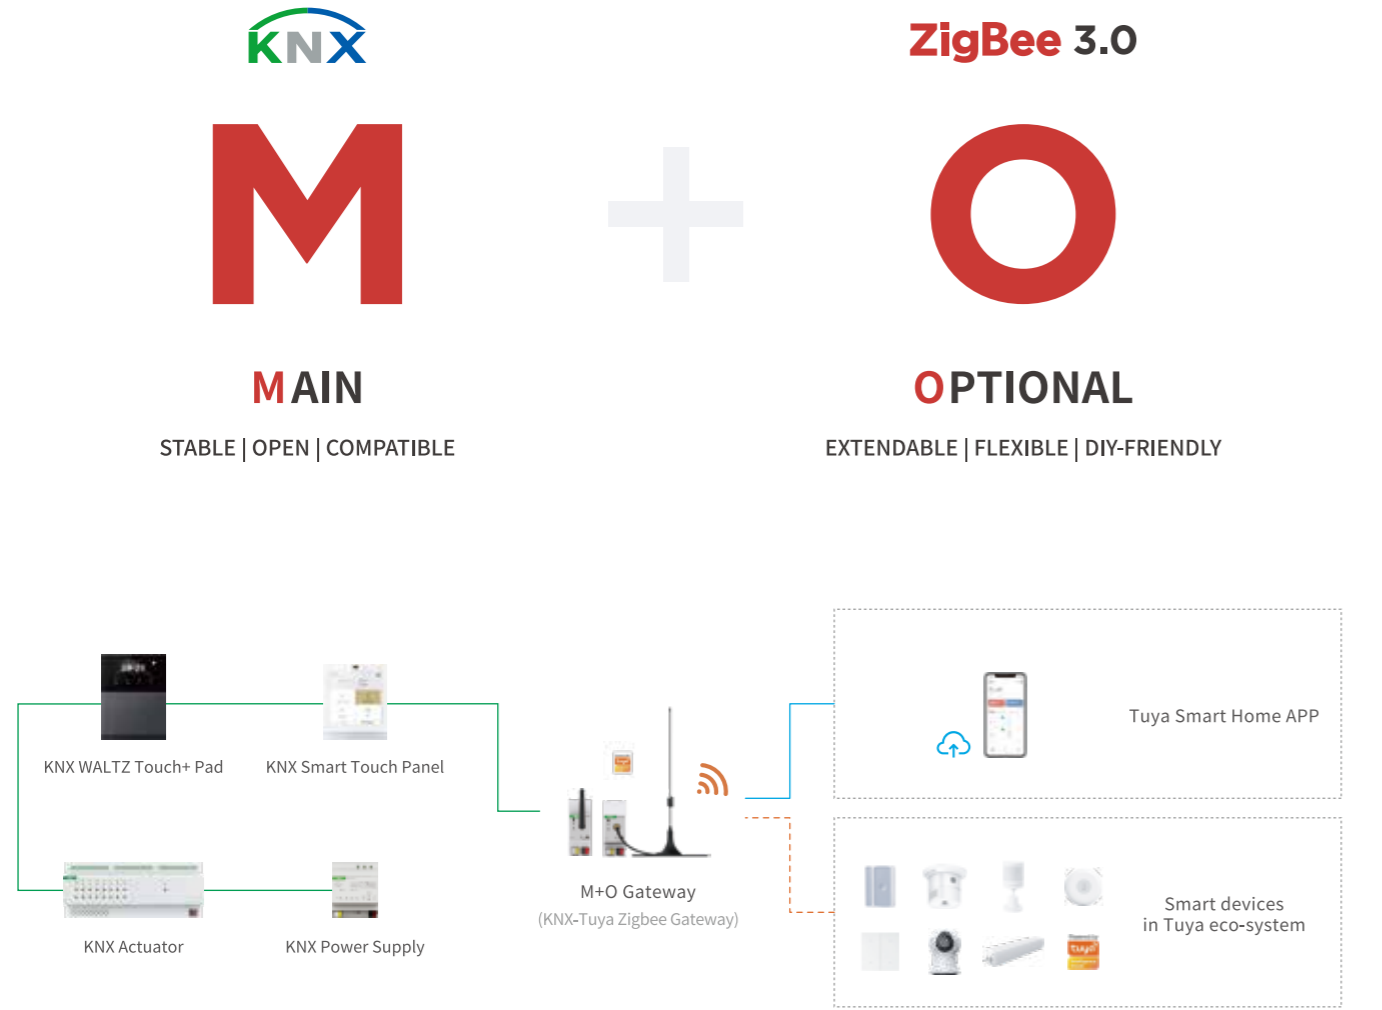 KNX
ZigBee 3.0
M
O
MAIN
OPTIONAL
STABLE | OPEN | COMPATIBLE
EXTENDABLE | FLEXIBLE | DIY-FRIENDLY
Tuya Smart Home APP
KNX WALTZ Touch+ Pad
KNX Smart Touch Panel
M+O Gateway
(KNX-Tuya Zigbee Gateway)
Smart devices
in Tuya eco-system
tuya
KNX Actuator
KNX Power Supply